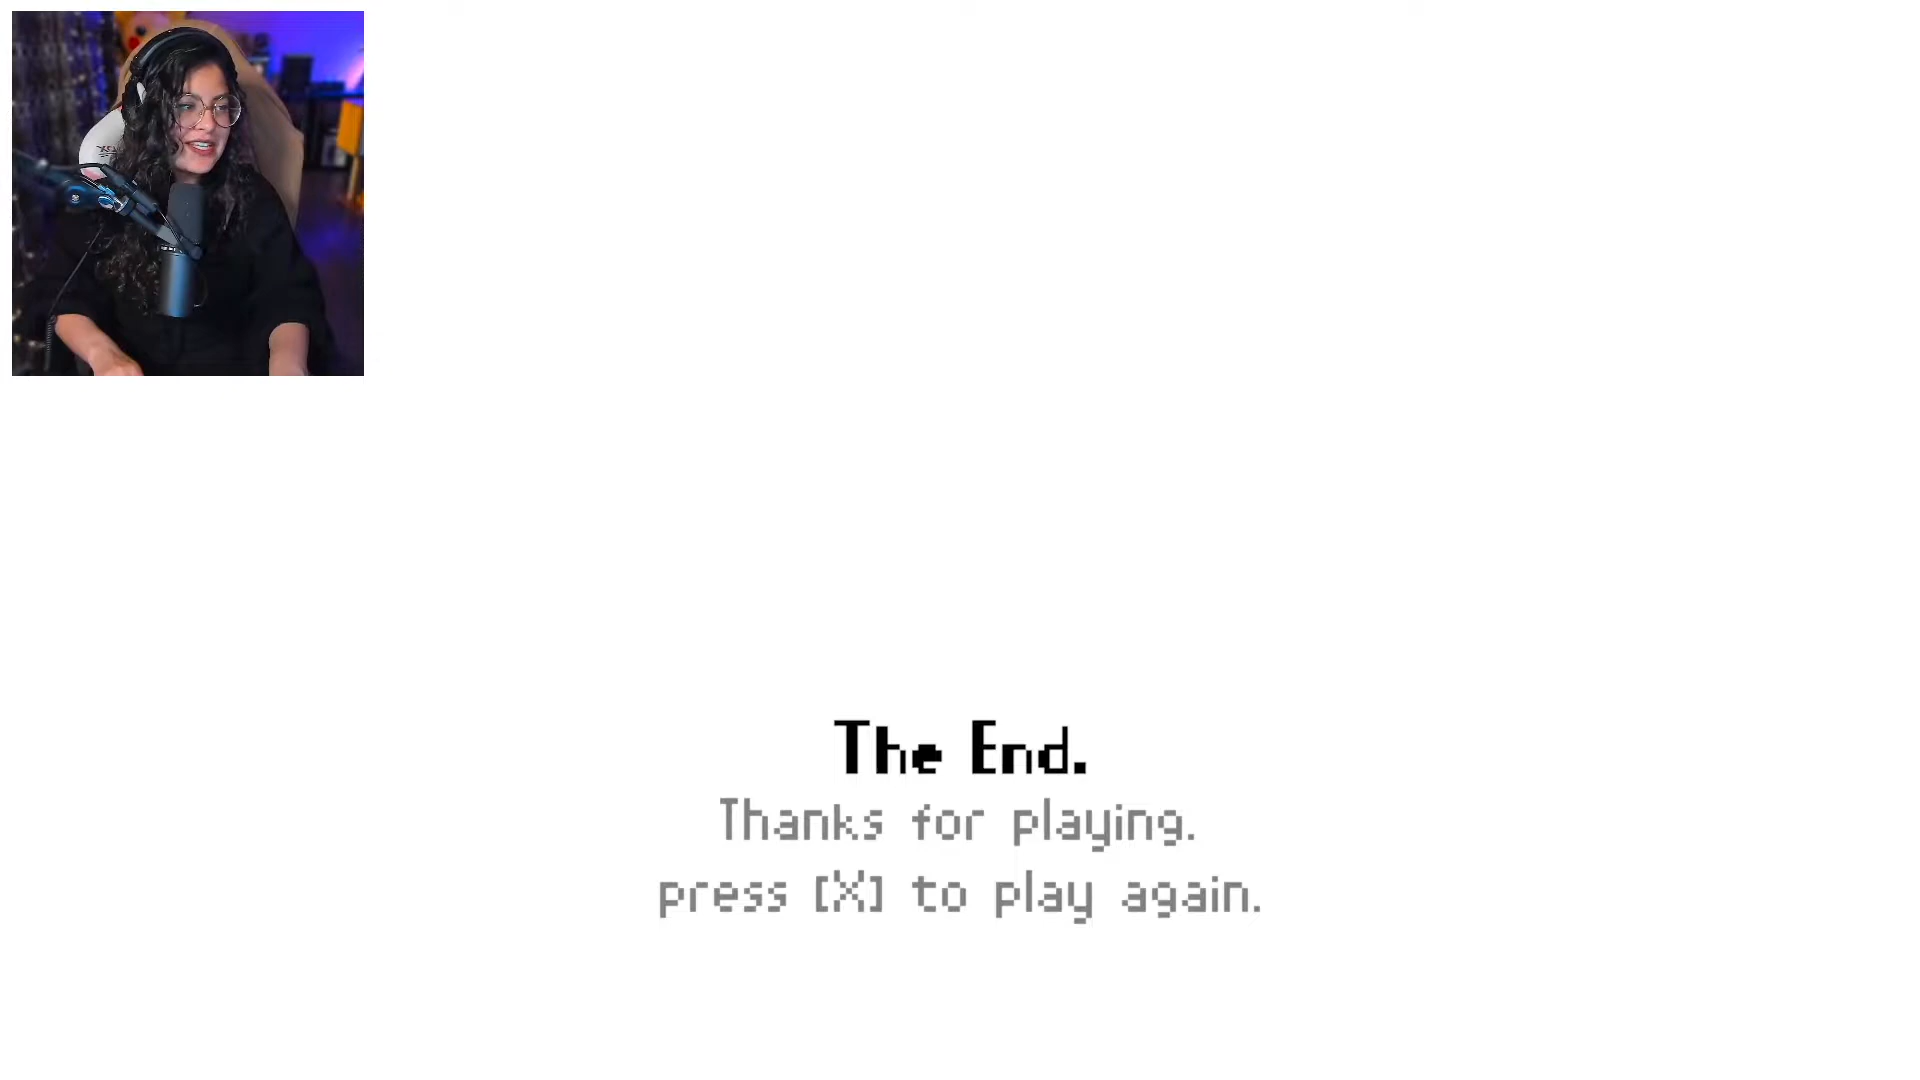 The End.
Thanks for playing.
press [X] to play again.